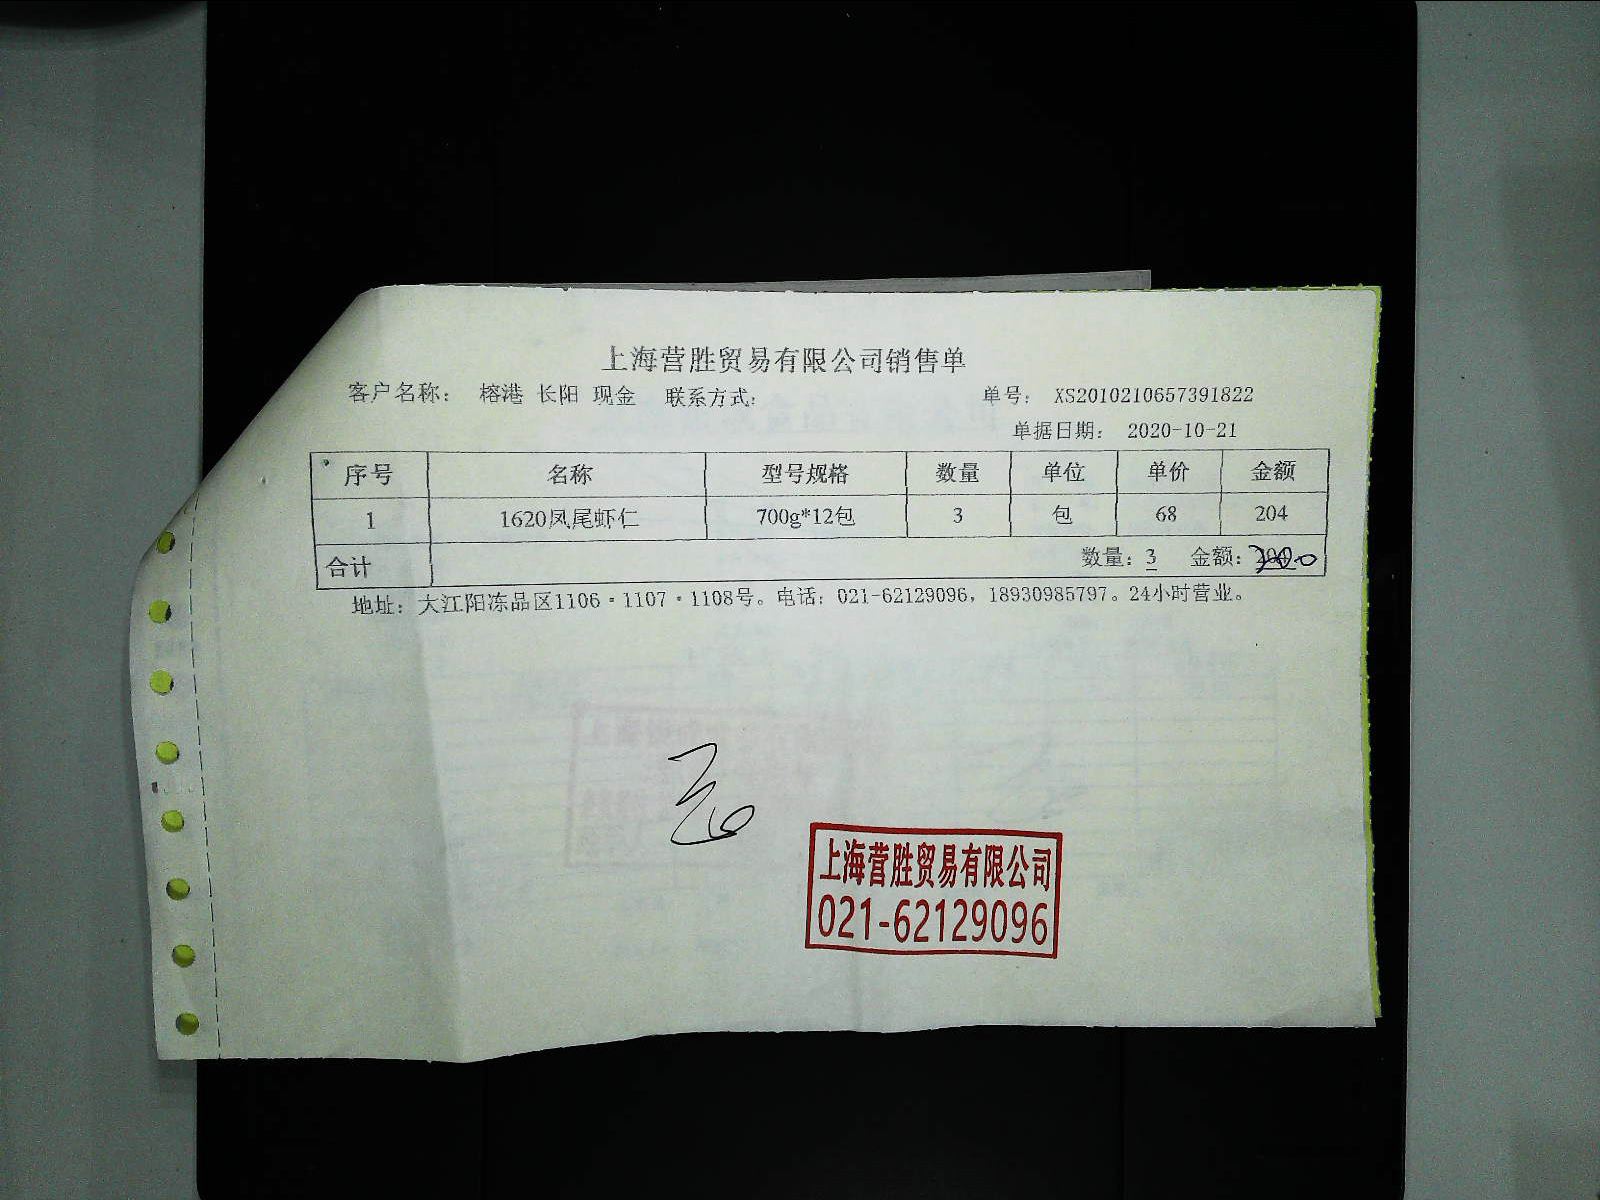 上海营胜贸易有限公司销售单
客户名称： 榕港 长阳 现金 联系方式： 单号： XS2010210657391822
单据日期： 2020-10-21
序号 名称 型号规格 数量 单位 单价 金额
1 1620凤尾虾仁 700g*12包 3 包 68 204
合计 数量：3 金额：200
地址：大江阳冻品区1106·1107·1108号。电话：021-62129096，18930985797。24小时营业。
上海营胜贸易有限公司
021-62129096